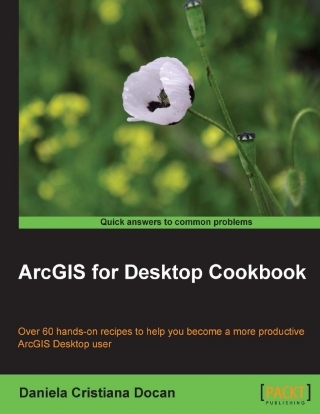 Quick answers to common problems
ArcGIS for Desktop Cookbook
Over 60 hands-on recipes to help you become a more productive
ArcGIS Desktop user
Daniela Cristiana Docan
[PACKT]
PUBLISHING